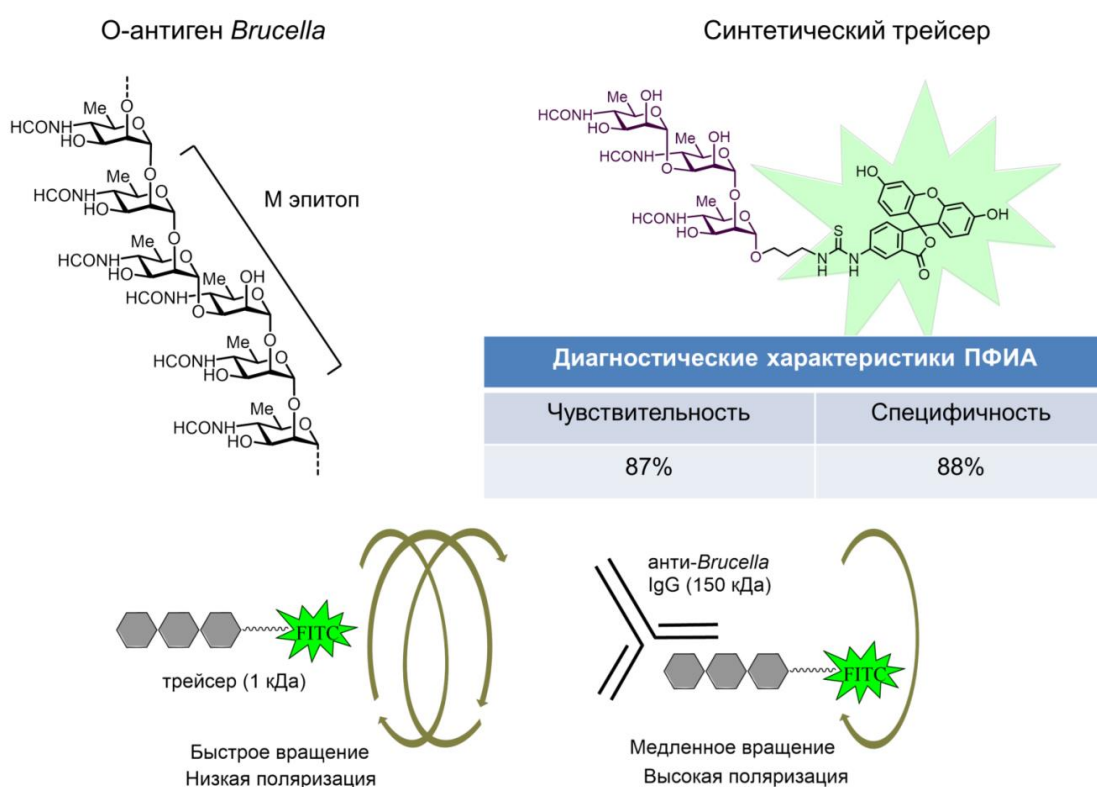 О-антиген Brucella
Синтетический трейсер
Me
O
HCONH
O
HO
O
Me
O
HCONH
HO
O
Me
O
HCONH
HO
O
М эпитоп
Me
OH
HCONH
O
O
Me
O
HCONH
O
HO
Me
O
HCONH
O
HO
O
Me
OH
HCONH
O
HO
Me
OH
O
HCONH
O
O
Me
O
HCONH
O
HO
O
S
N
H
NH
HO
O
OH
O
O
Диагностические характеристики ПФИА
Чувствительность
Специфичность
87%
88%
FITC
трейсер (1 кДа)
Быстрое вращение
Низкая поляризация
анти-Brucella
IgG (150 кДа)
FITC
Медленное вращение
Высокая поляризация